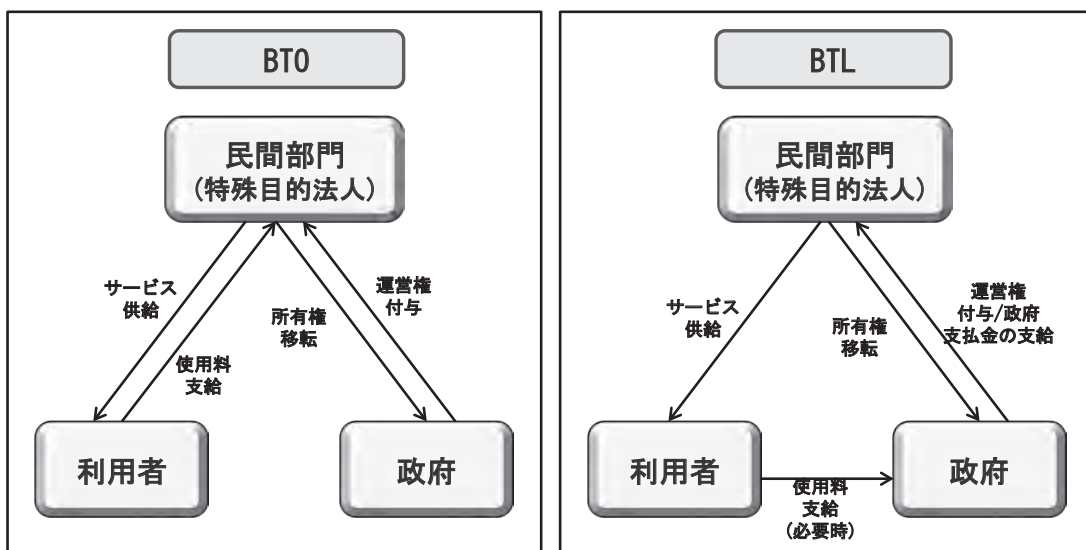 BTO
民間部門
(特殊目的法人)
サービス
供給
使用料
支給
所有権
移転
運営権
付与
利用者
政府
BTL
民間部門
(特殊目的法人)
サービス
供給
所有権
移転
運営権
付与/政府
支払金の支給
利用者
使用料
支給
(必要時)
政府